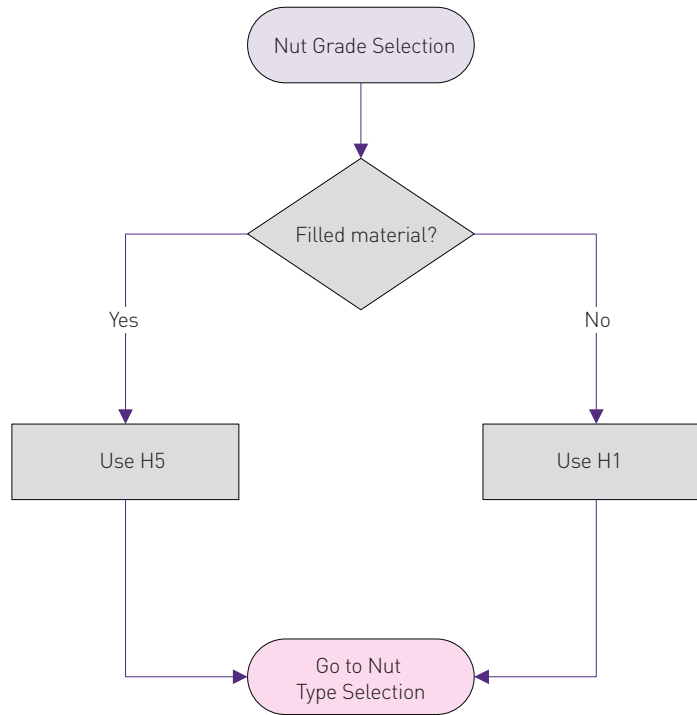 Nut Grade Selection
Filled material?
Yes
No
Use H5
Use H1
Go to Nut
Type Selection